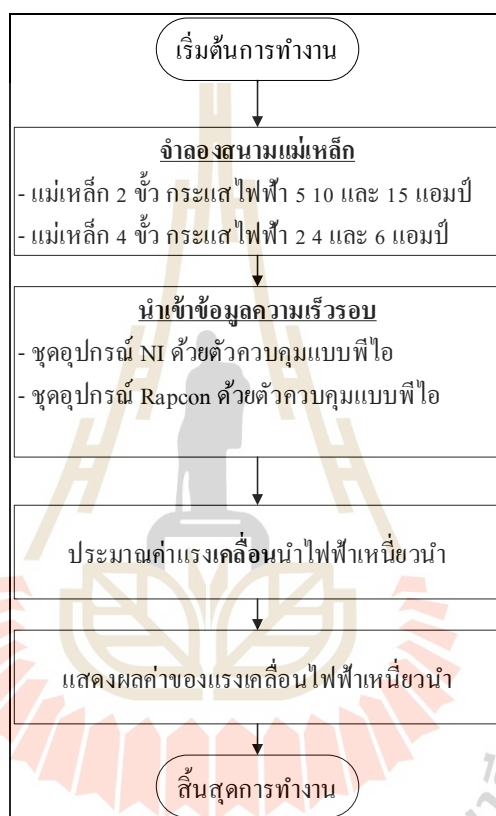 เริ่มต้นการทำงาน
จำลองสนามแม่เหล็ก
- แม่เหล็ก 2 ขั้ว กระแสไฟฟ้า 5 10 และ 15 แอมป์
- แม่เหล็ก 4 ขั้ว กระแสไฟฟ้า 2 4 และ 6 แอมป์
นำเข้าข้อมูลความเร็วรอบ
- ชุดอุปกรณ์ NI ด้วยตัวควบคุมแบบพีไอ
- ชุดอุปกรณ์ Rapcon ด้วยตัวควบคุมแบบพีไอ
ประมาณค่าแรงเคลื่อนนำไฟฟ้าเหนี่ยวนำ
แสดงผลค่าของแรงเคลื่อนไฟฟ้าเหนี่ยวนำ
สิ้นสุดการทำงาน